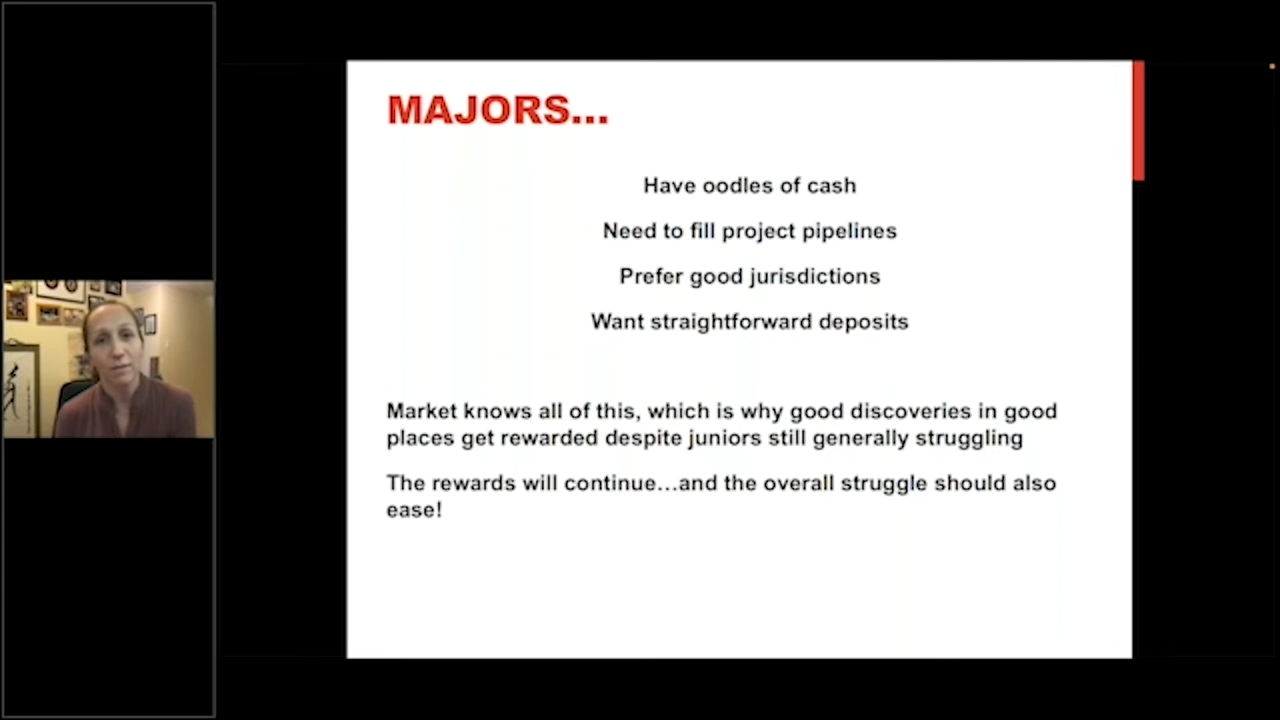 MAJORS...
Have oodles of cash
Need to fill project pipelines
Prefer good jurisdictions
Want straightforward deposits
Market knows all of this, which is why good discoveries in good
places get rewarded despite juniors still generally struggling
The rewards will continue...and the overall struggle should also
ease!